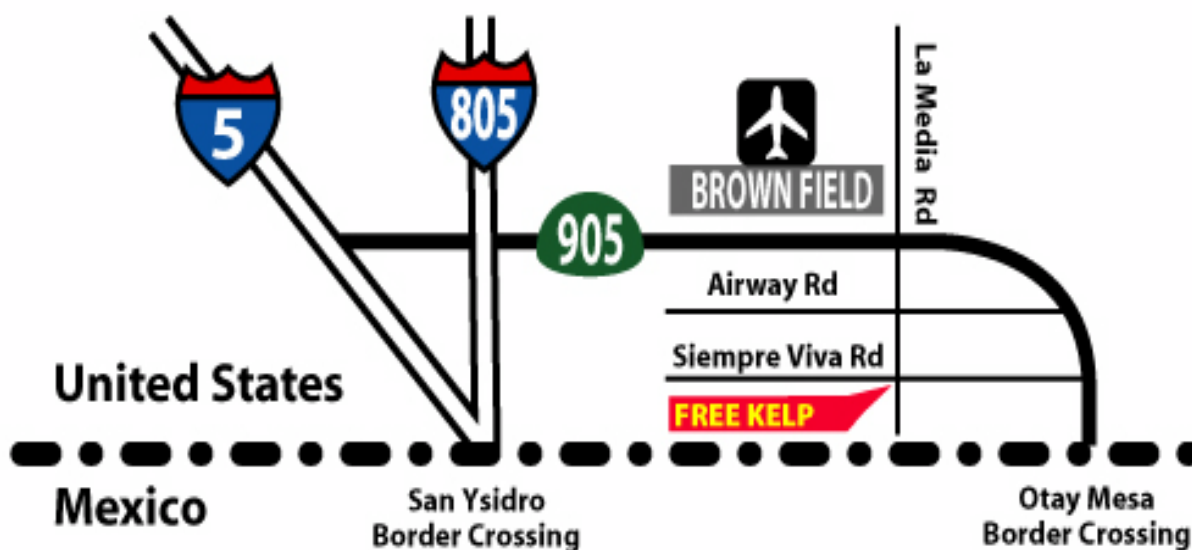 5
805
La Media Rd
BROWN FIELD
905
Airway Rd
Siempre Viva Rd
United States
FREE KELP
Mexico
San Ysidro
Border Crossing
Otay Mesa
Border Crossing